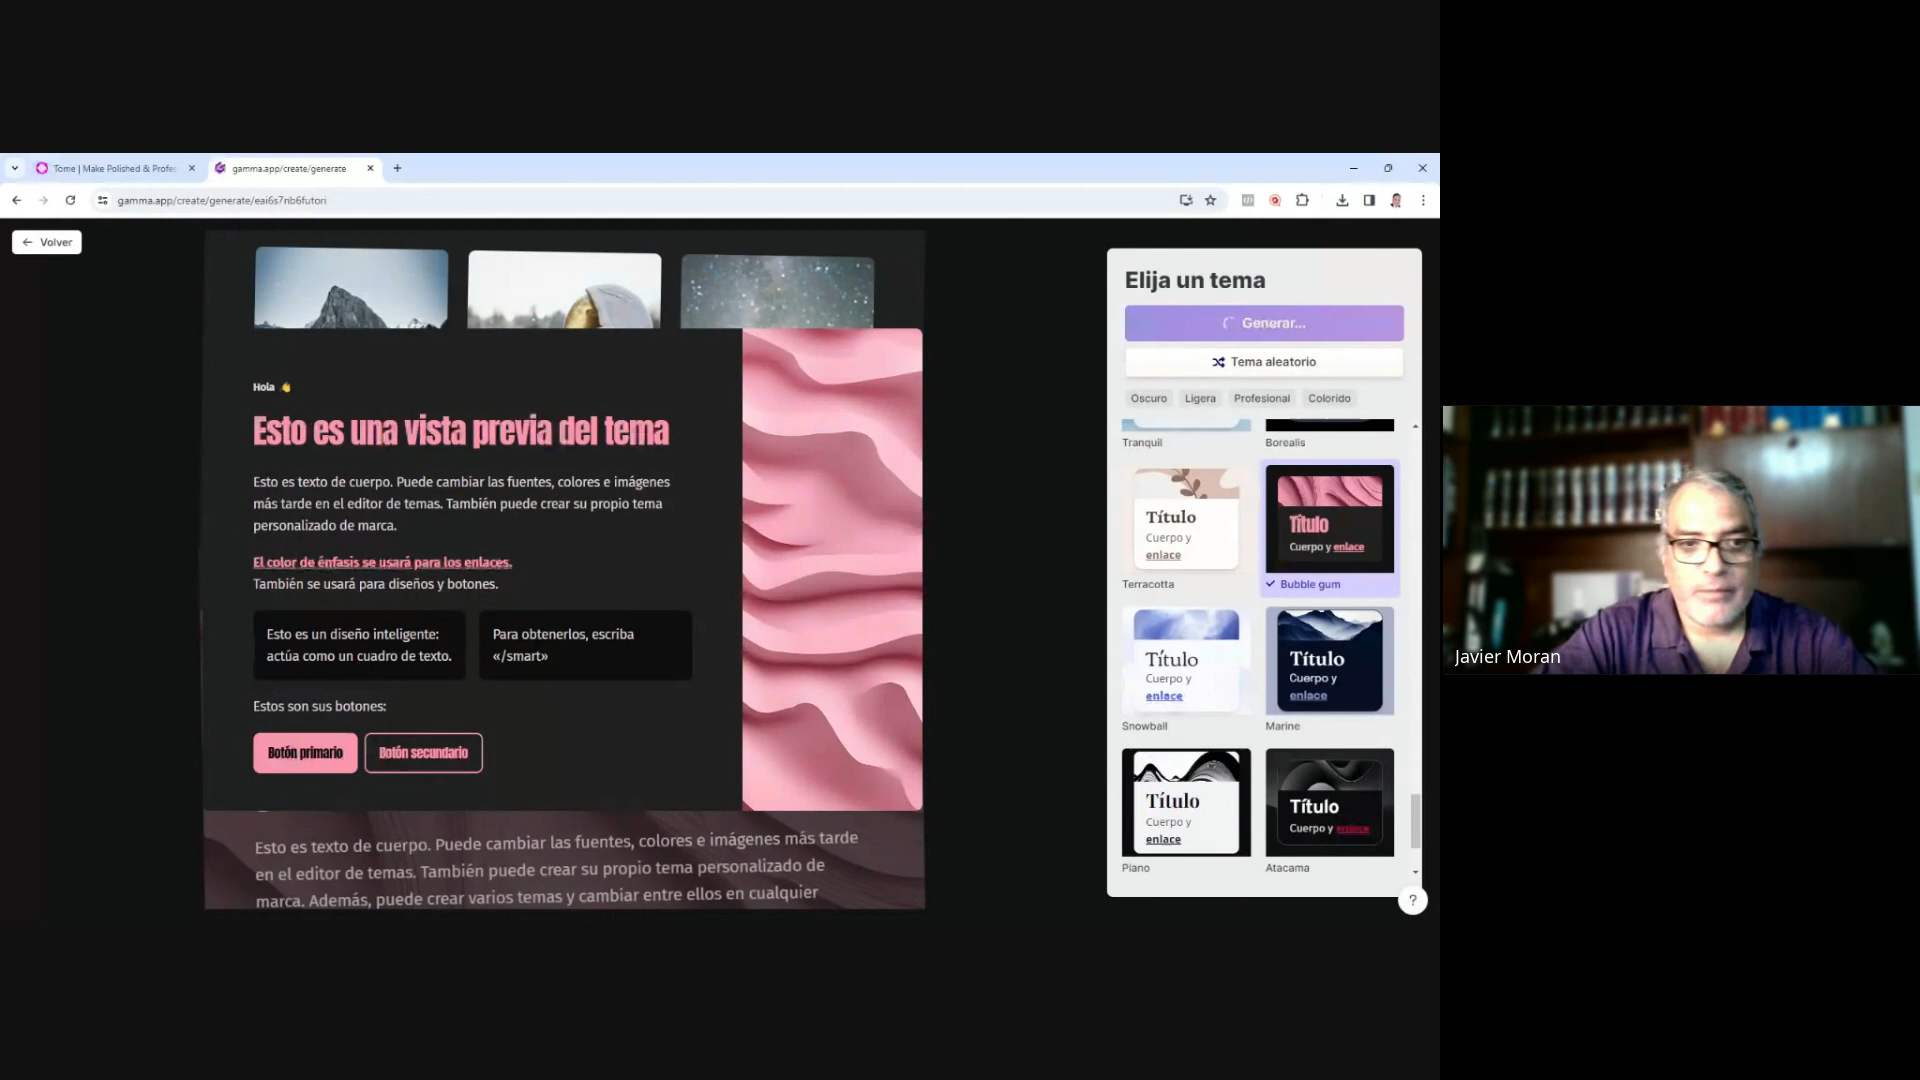 Tome | Make Polished & Profes
gamma.app/create/generate
gamma.app/create/generate/eai6s7nb6futori
Volver
Hola 👋
Esto es una vista previa del tema
Esto es texto de cuerpo. Puede cambiar las fuentes, colores e imágenes
más tarde en el editor de temas. También puede crear su propio tema
personalizado de marca.
El color de énfasis se usará para los enlaces.
También se usará para diseños y botones.
Esto es un diseño inteligente:
actúa como un cuadro de texto.
Para obtenerlos, escriba
«/smart»
Estos son sus botones:
Botón primario
Botón secundario
Esto es texto de cuerpo. Puede cambiar las fuentes, colores e imágenes más tarde
en el editor de temas. También puede crear su propio tema personalizado de
marca. Además, puede crear varios temas y cambiar entre ellos en cualquier
Elija un tema
Generar...
Tema aleatorio
Oscuro
Ligera
Profesional
Colorido
Tranquil
Borealis
Título
Cuerpo y
enlace
Terracotta
Título
Cuerpo y enlace
Bubble gum
Título
Cuerpo y
enlace
Snowball
Título
Cuerpo y
enlace
Marine
Título
Cuerpo y
enlace
Piano
Título
Cuerpo y enlace
Atacama
?
Javier Moran